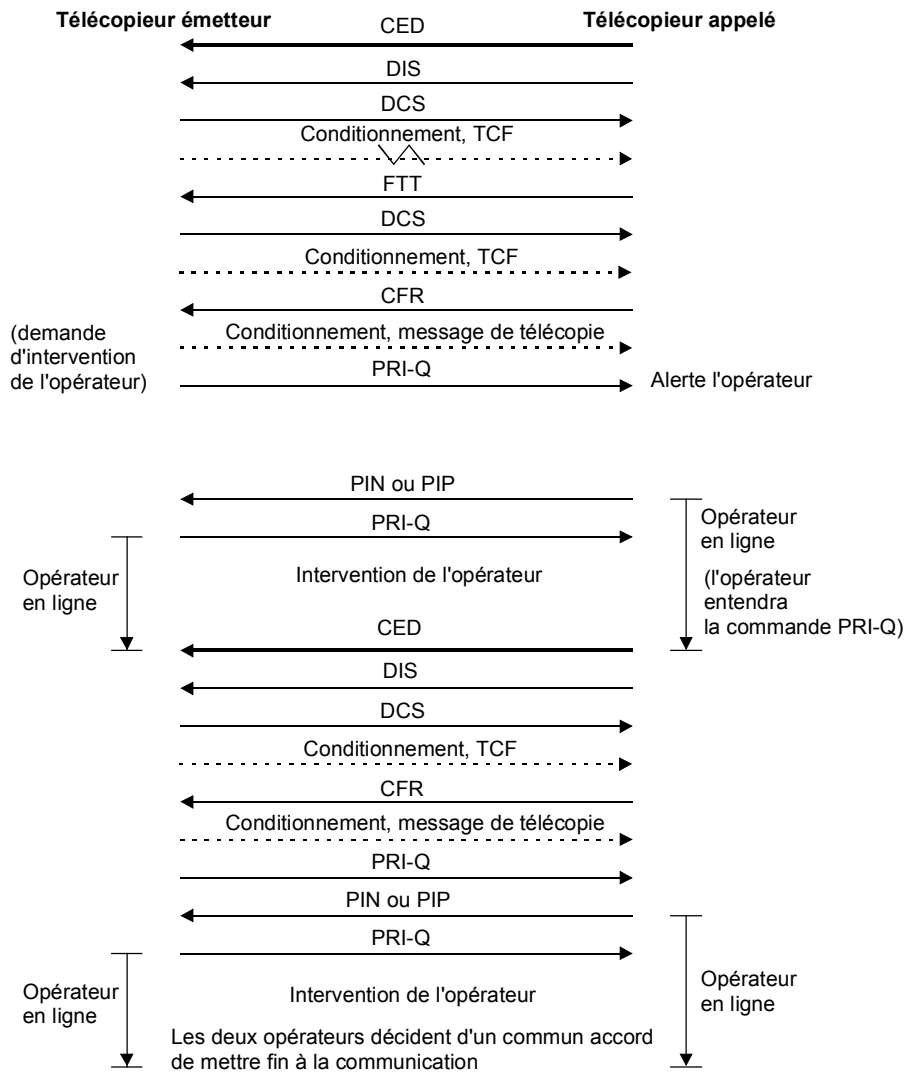 Télécopieur émetteur
Télécopieur appelé
CED
DIS
DCS
Conditionnement, TCF
FTT
DCS
Conditionnement, TCF
CFR
(demande
d'intervention
de l'opérateur)
Conditionnement, message de télécopie
PRI-Q
Alerte l'opérateur
PIN ou PIP
PRI-Q
Opérateur
en ligne
Opérateur
en ligne
Intervention de l'opérateur
(l'opérateur
entendra
la commande PRI-Q)
CED
DIS
DCS
Conditionnement, TCF
CFR
Conditionnement, message de télécopie
PRI-Q
PIN ou PIP
PRI-Q
Opérateur
en ligne
Intervention de l'opérateur
Opérateur
en ligne
Les deux opérateurs décident d'un commun accord
de mettre fin à la communication